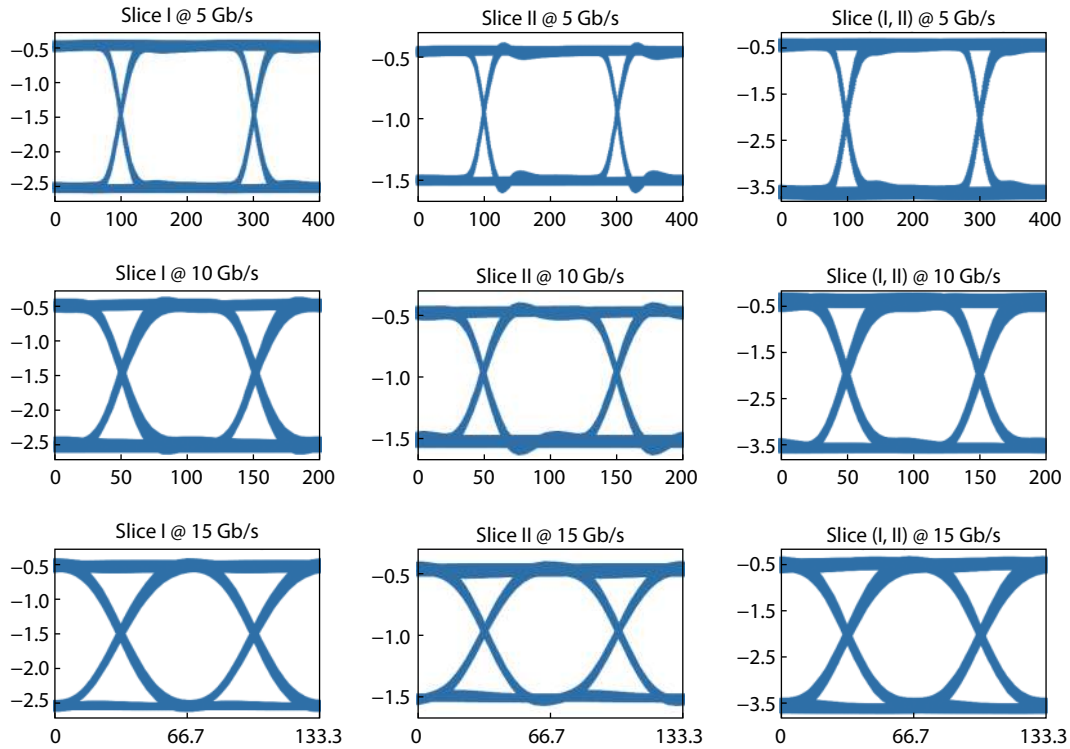 Slice I @ 5 Gb/s
−0.5
−1.0
−1.5
−2.0
−2.5
0 100 200 300 400
Slice II @ 5 Gb/s
−0.5
−1.0
−1.5
0 100 200 300 400
Slice (I, II) @ 5 Gb/s
−0.5
−1.5
−2.5
−3.5
0 100 200 300 400
Slice I @ 10 Gb/s
−0.5
−1.0
−1.5
−2.0
−2.5
0 50 100 150 200
Slice II @ 10 Gb/s
−0.5
−1.0
−1.5
0 50 100 150 200
Slice (I, II) @ 10 Gb/s
−0.5
−1.5
−2.5
−3.5
0 50 100 150 200
Slice I @ 15 Gb/s
−0.5
−1.0
−1.5
−2.0
−2.5
0 66.7 133.3
Slice II @ 15 Gb/s
−0.5
−1.0
−1.5
0 66.7 133.3
Slice (I, II) @ 15 Gb/s
−0.5
−1.5
−2.5
−3.5
0 66.7 133.3